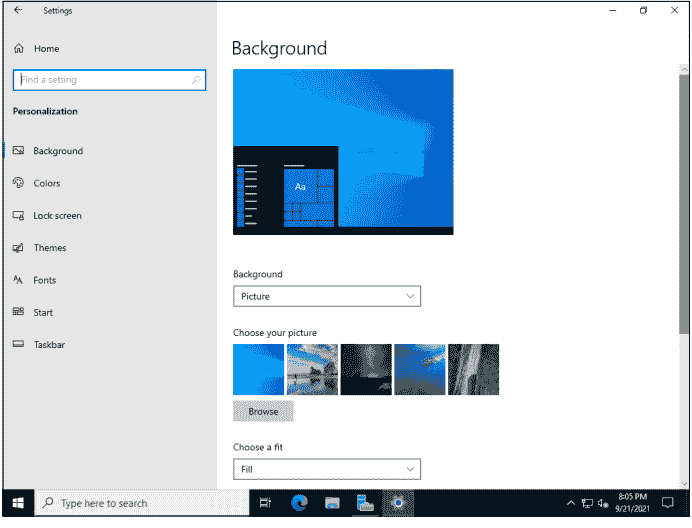 Settings
Home
Find a setting
Personalization
Background
Colors
Lock screen
Themes
Fonts
Start
Taskbar
Background
Aa
Background
Picture
Choose your picture
Browse
Choose a fit
Fill
Type here to search
8:05 PM
9/21/2021